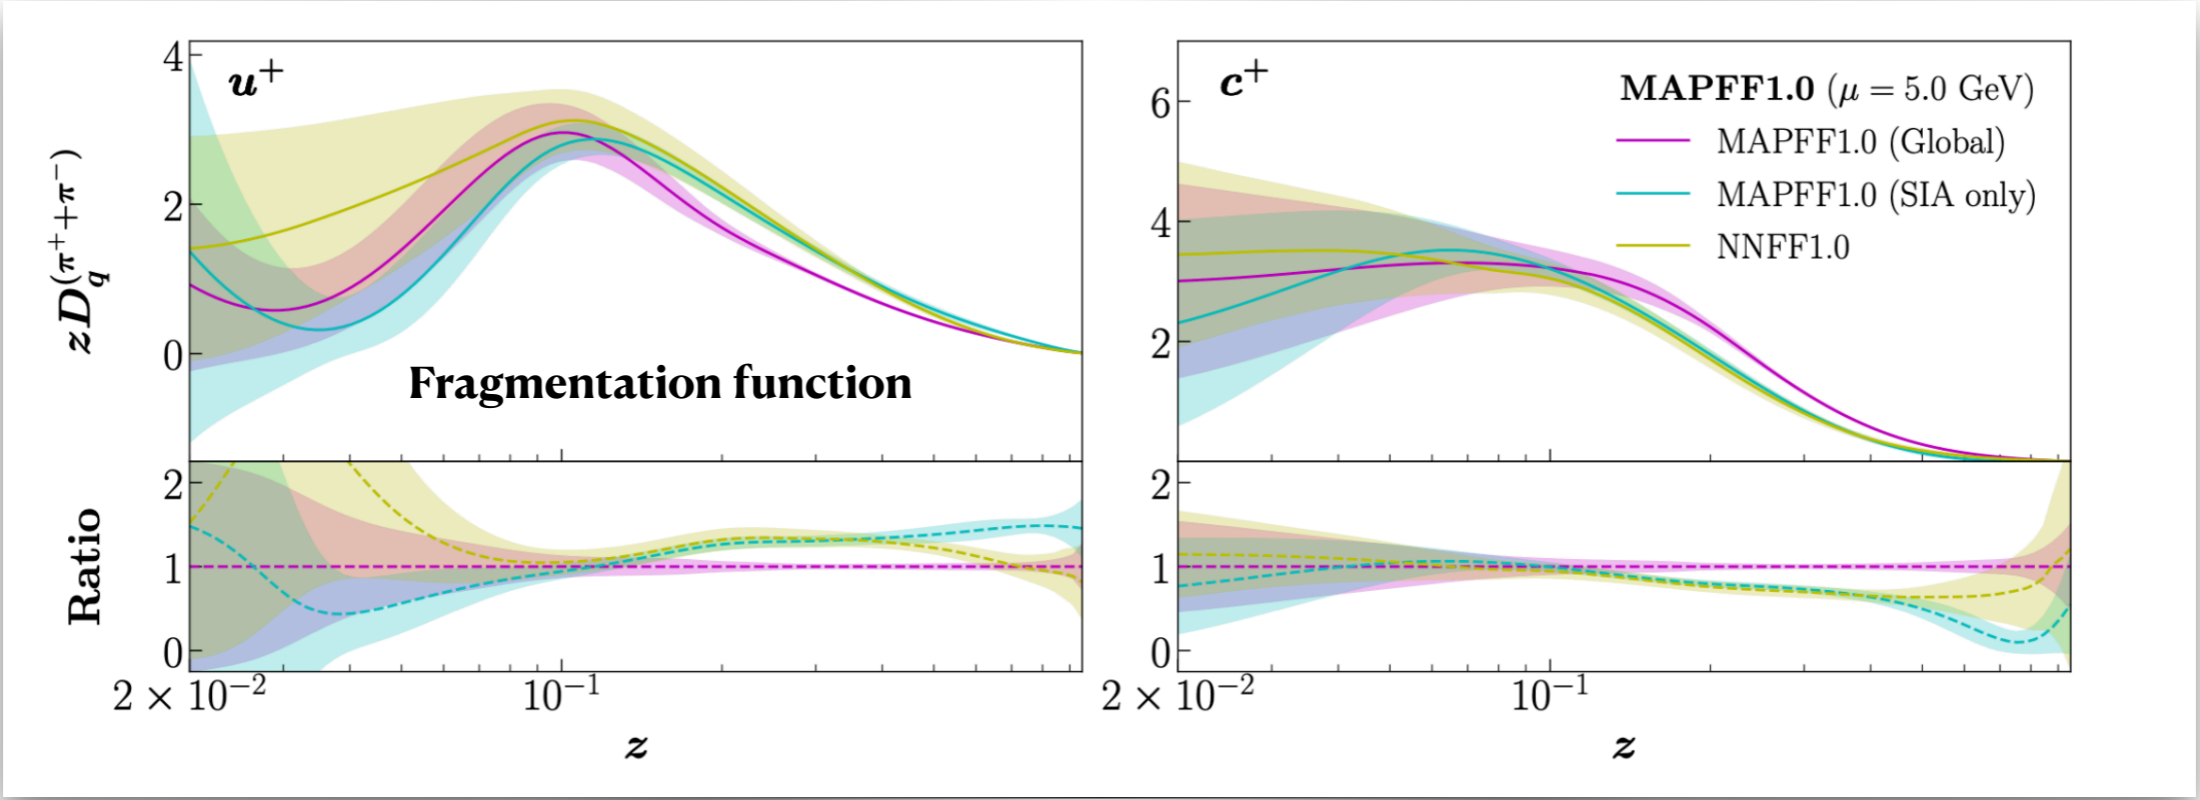 4
2
0
u⁺
zD_q^(π⁺+π⁻)
Fragmentation function
2
1
0
Ratio
2 × 10⁻²
10⁻¹
z
6
4
2
c⁺
MAPFF1.0 (μ = 5.0 GeV)
MAPFF1.0 (Global)
MAPFF1.0 (SIA only)
NNFF1.0
2
1
0
2 × 10⁻²
10⁻¹
z